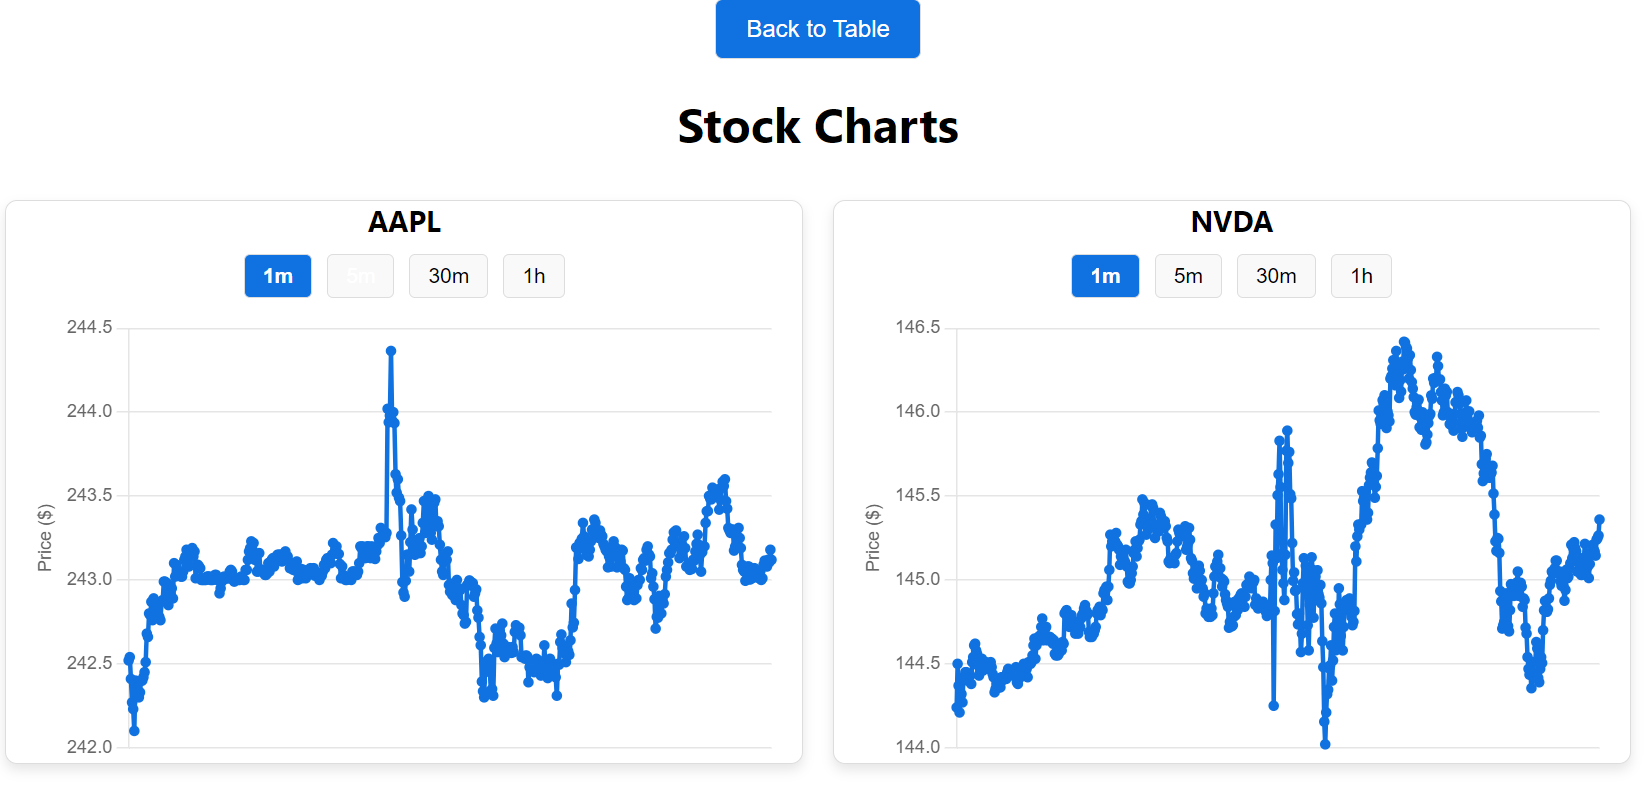 Back to Table
Stock Charts
AAPL
1m 5m 30m 1h
244.5
244.0
243.5
243.0
242.5
242.0
Price ($)
NVDA
1m 5m 30m 1h
146.5
146.0
145.5
145.0
144.5
144.0
Price ($)